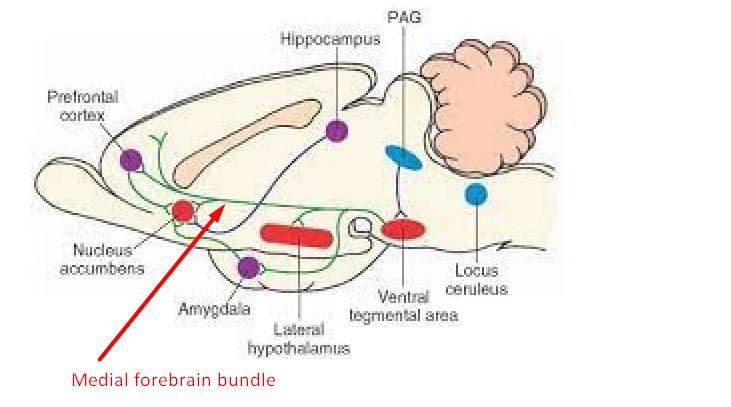 PAG
Hippocampus
Prefrontal
cortex
Nucleus
accumbens
Amygdala
Lateral
hypothalamus
Ventral
tegmental area
Locus
ceruleus
Medial forebrain bundle